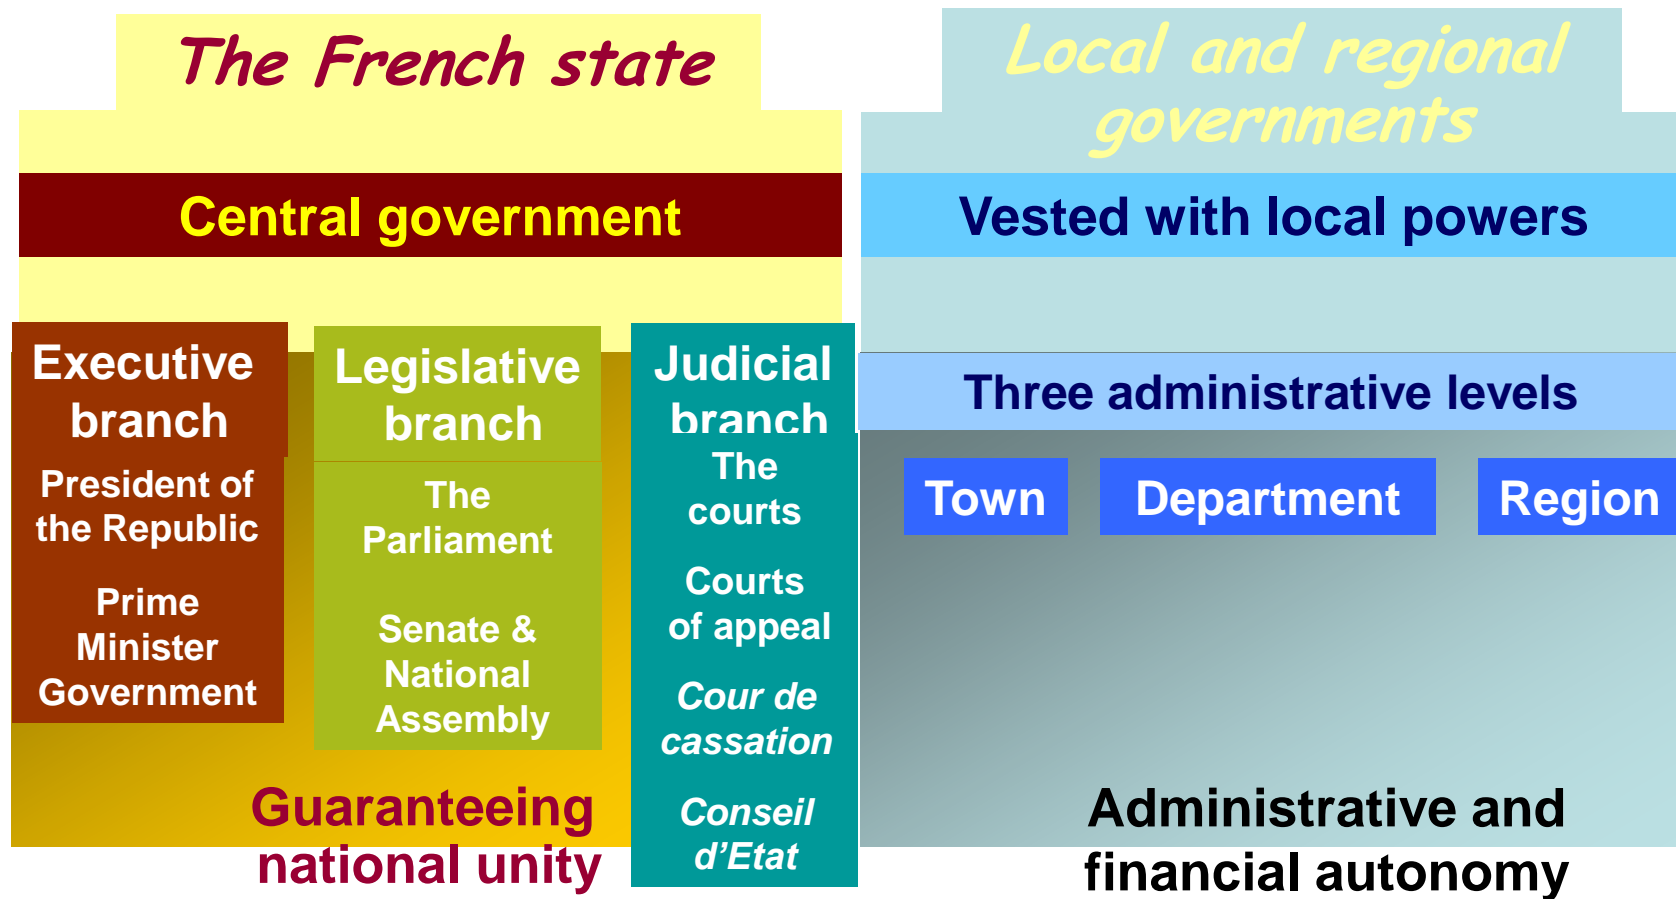 The French state
Central government
Executive
branch
President of
the Republic
Prime
Minister
Government
Legislative
branch
The
Parliament
Senate &
National
Assembly
Judicial
branch
The
courts
Courts
of appeal
Cour de
cassation
Conseil
d’Etat
Guaranteeing
national unity
Local and regional
governments
Vested with local powers
Three administrative levels
Town
Department
Region
Administrative and
financial autonomy